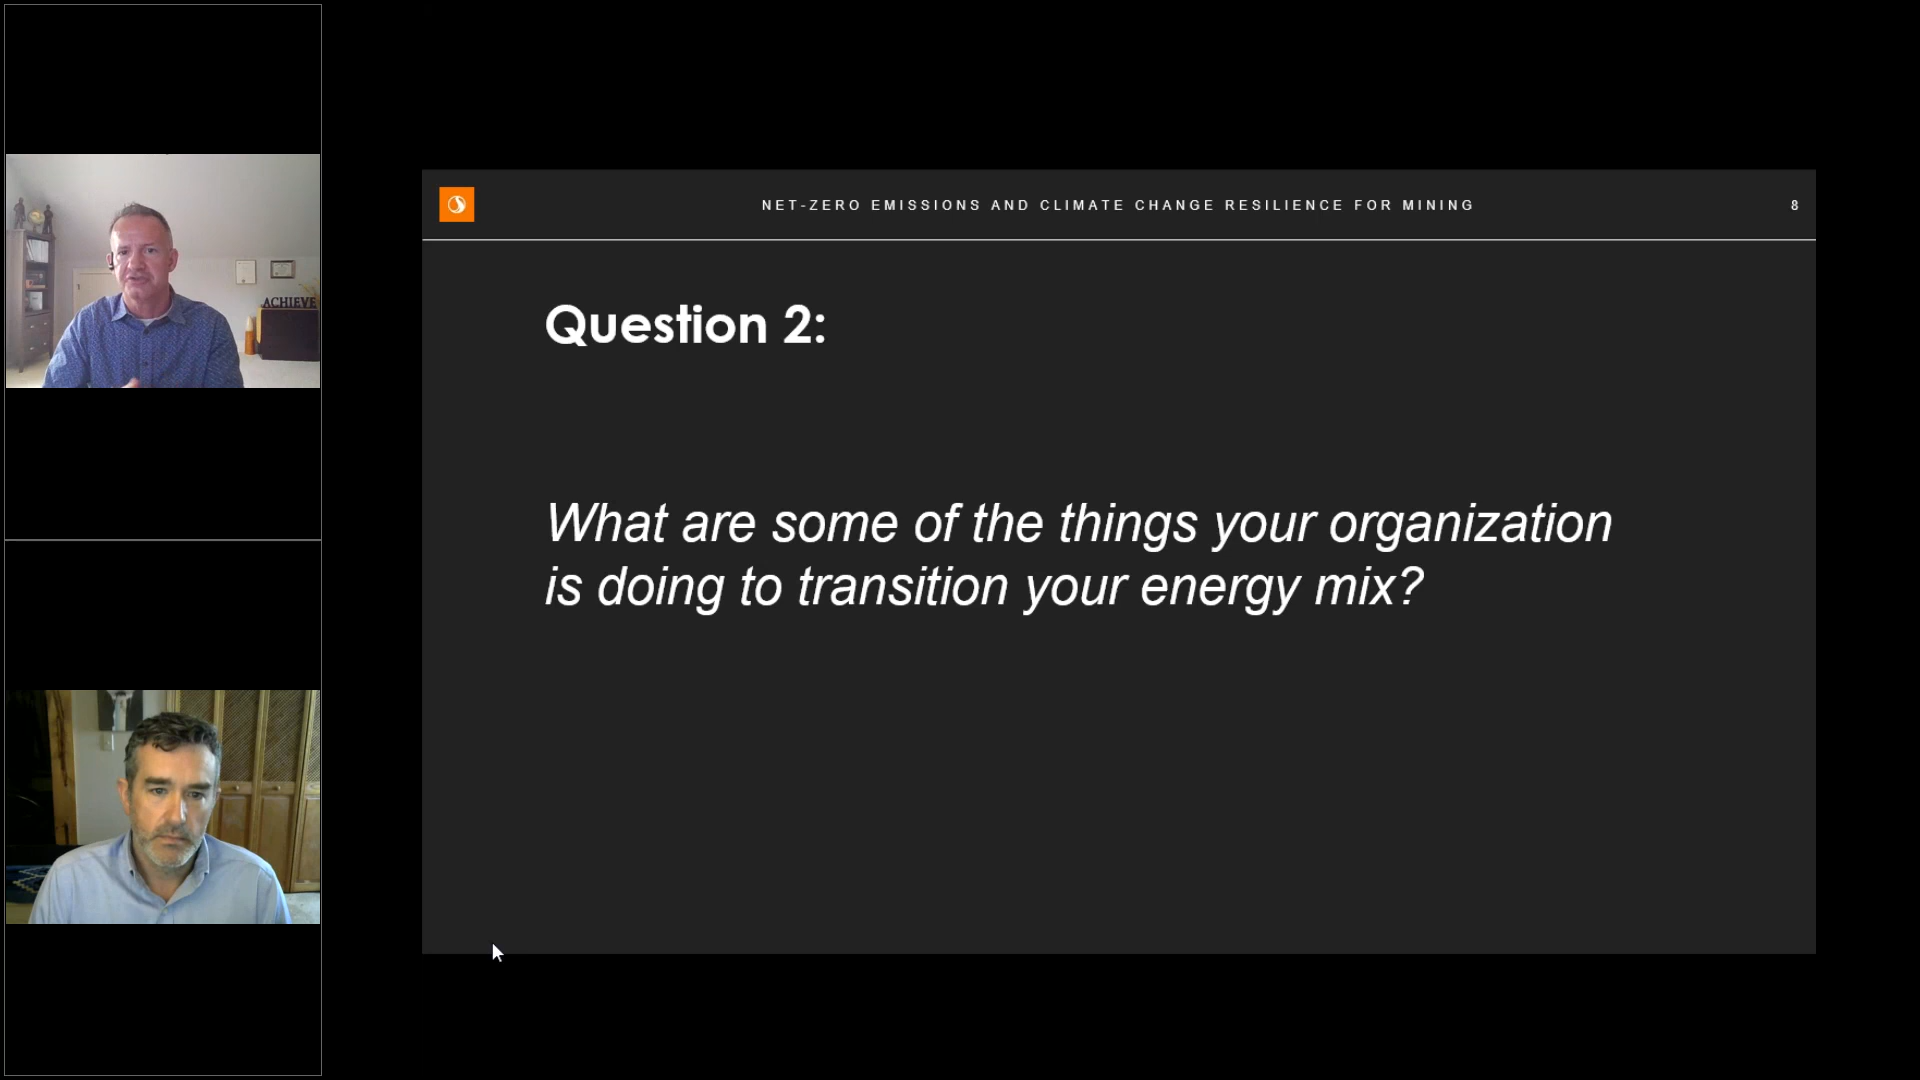 NET-ZERO EMISSIONS AND CLIMATE CHANGE RESILIENCE FOR MINING
8
Question 2:
What are some of the things your organization
is doing to transition your energy mix?
ACHIEVE